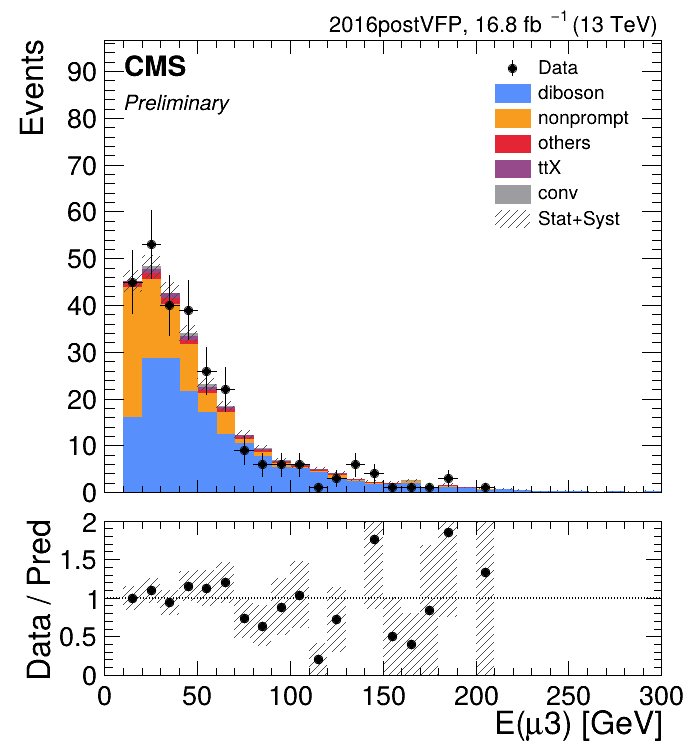 2016postVFP, 16.8 fb⁻¹ (13 TeV)
CMS
Preliminary
Events
90
80
70
60
50
40
30
20
10
0
Data
diboson
nonprompt
others
ttX
conv
Stat+Syst
Data / Pred
2
1.5
1
0.5
0
0 50 100 150 200 250 300
E(μ3) [GeV]